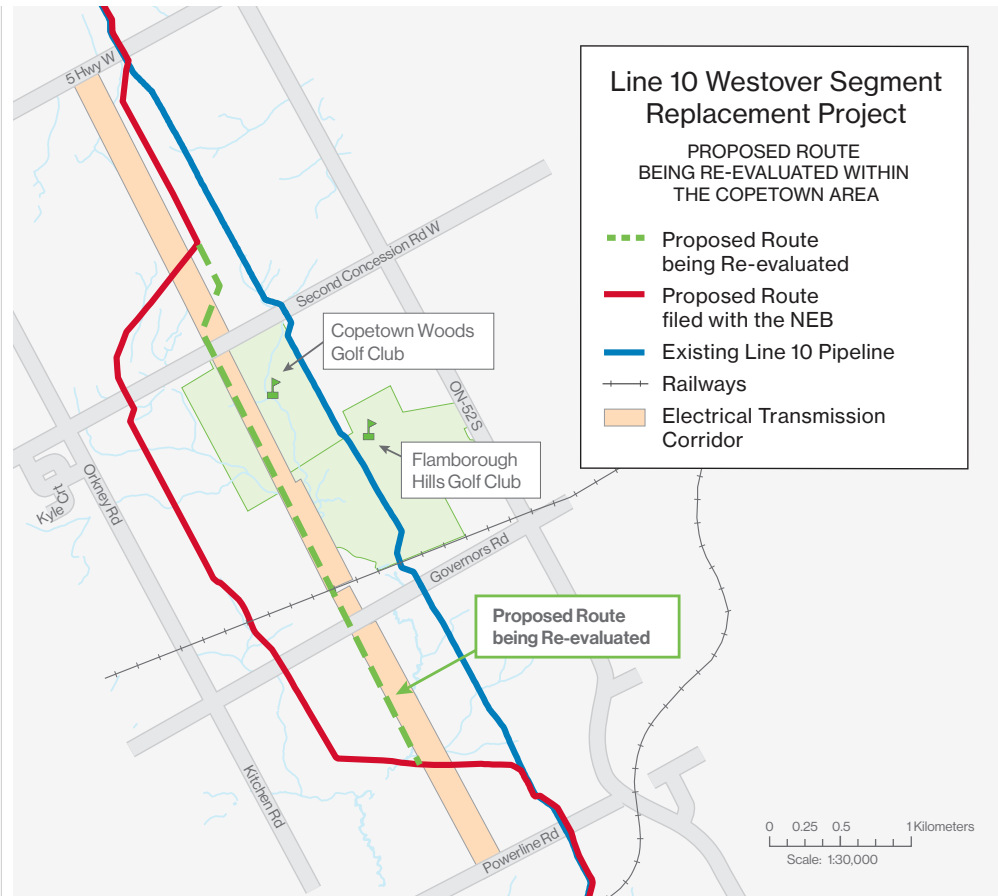 5 Hwy W
Line 10 Westover Segment
Replacement Project
PROPOSED ROUTE
BEING RE-EVALUATED WITHIN
THE COPETOWN AREA
Proposed Route
being Re-evaluated
Proposed Route
filed with the NEB
Existing Line 10 Pipeline
Railways
Electrical Transmission
Corridor
Second Concession Rd W
Copetown Woods
Golf Club
ON-52 S
Flamborough
Hills Golf Club
Orkney Rd
Kyle Crt
Governors Rd
Proposed Route
being Re-evaluated
Kitchen Rd
Powerline Rd
0 0.25 0.5 1 Kilometers
Scale: 1:30,000